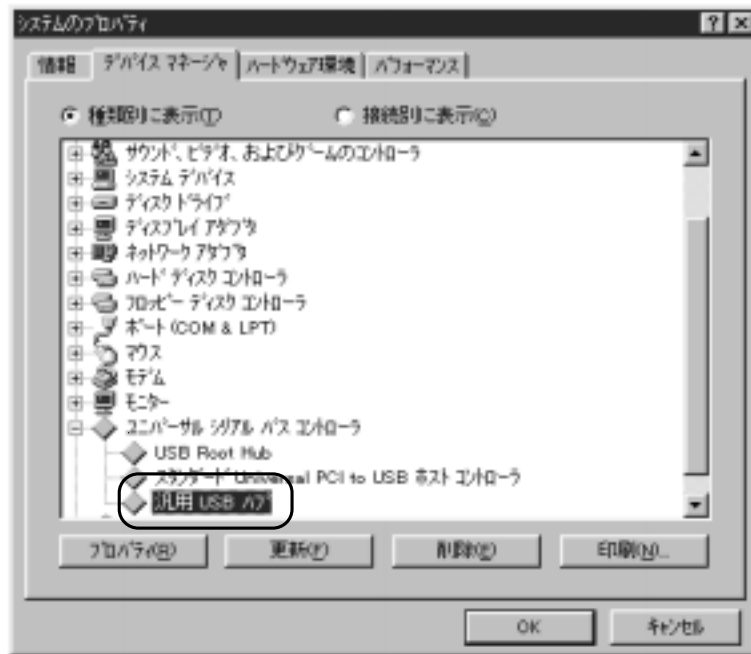 システムのプロパティ
情報 デバイス マネージャ ハードウェア環境 パフォーマンス
種類別に表示(T) 接続別に表示(C)
サウンド、ビデオ、およびゲームのコントローラ
システム デバイス
ディスク ドライブ
ディスプレイ アダプタ
ネットワーク アダプタ
ハード ディスク コントローラ
フロッピー ディスク コントローラ
ポート (COM & LPT)
マウス
モデム
モニター
ユニバーサル シリアル バス コントローラ
USB Root Hub
スタンダード Universal PCI to USB ホスト コントローラ
汎用 USB ハブ
プロパティ(R) 更新(F) 削除(E) 印刷(N)...
OK キャンセル